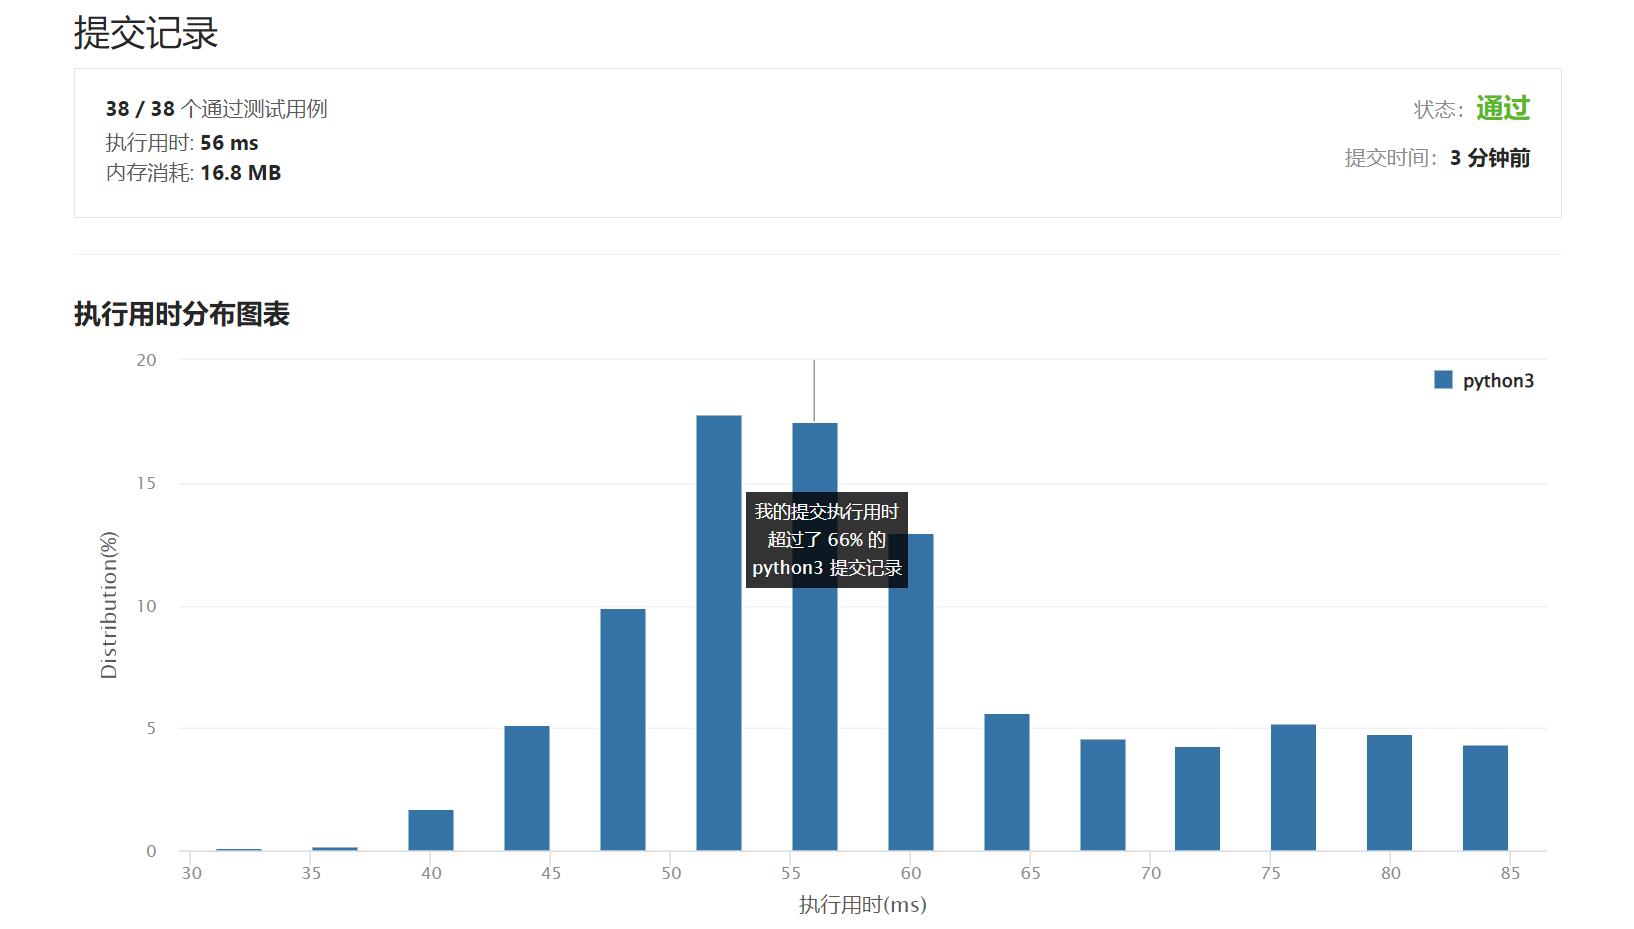 提交记录
38 / 38 个通过测试用例
状态：通过
执行用时: 56 ms
提交时间：3 分钟前
内存消耗: 16.8 MB
执行用时分布图表
20
python3
15
我的提交执行用时
超过了 66% 的
python3 提交记录
Distribution(%)
10
5
0
30 35 40 45 50 55 60 65 70 75 80 85
执行用时(ms)